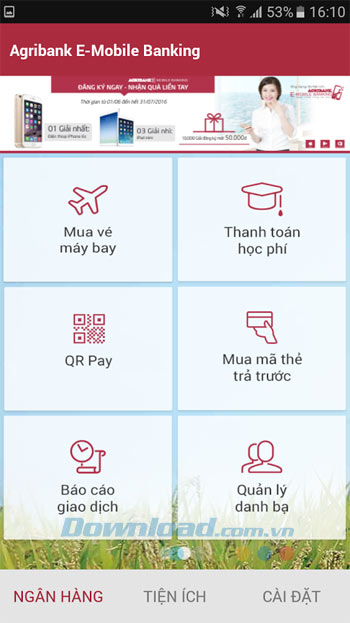 53% 16:10
Agribank E-Mobile Banking
AGRIBANK E-MOBILE BANKING
ĐĂNG KÝ NGAY - NHẬN QUÀ LIỀN TAY
Thời gian từ 01/06 đến hết 31/07/2016
01 Giải nhất:
Điện thoại iPhone 6s
03 Giải nhì:
iPad mini
10.000 Giải đăng ký mới 50.000đ
AGRIBANK
E-MOBILE BANKING
Mua vé
máy bay
Thanh toán
học phí
QR Pay
Mua mã thẻ
trả trước
Báo cáo
giao dịch
Quản lý
danh bạ
Download.com.vn
NGÂN HÀNG
TIỆN ÍCH
CÀI ĐẶT